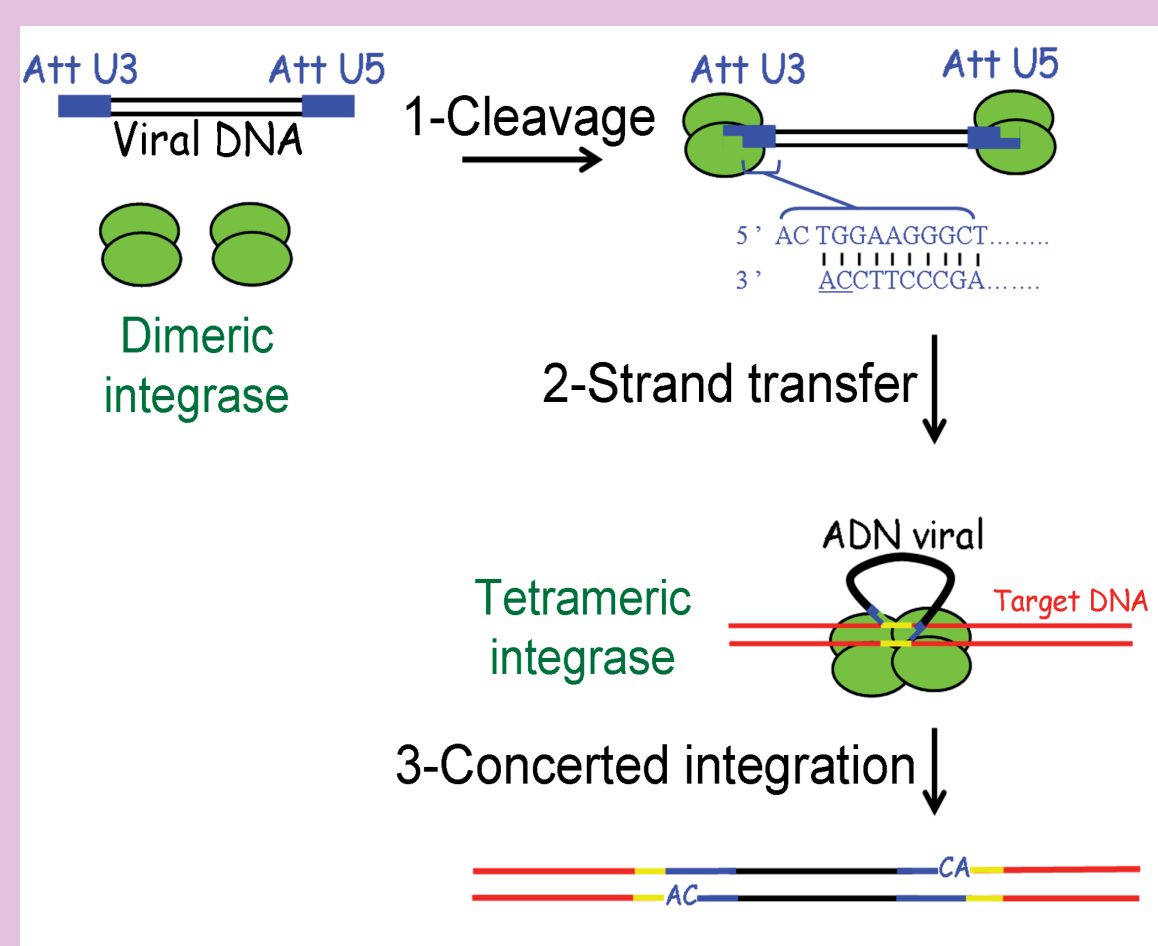 Att U3
Att U5
Viral DNA
Dimeric
integrase
1-Cleavage
Att U3
Att U5
5 ' AC TGGAAGGGCT……..
3 ' ACCTTCCCGA…….
2-Strand transfer
ADN viral
Target DNA
Tetrameric
integrase
3-Concerted integration
CA
AC